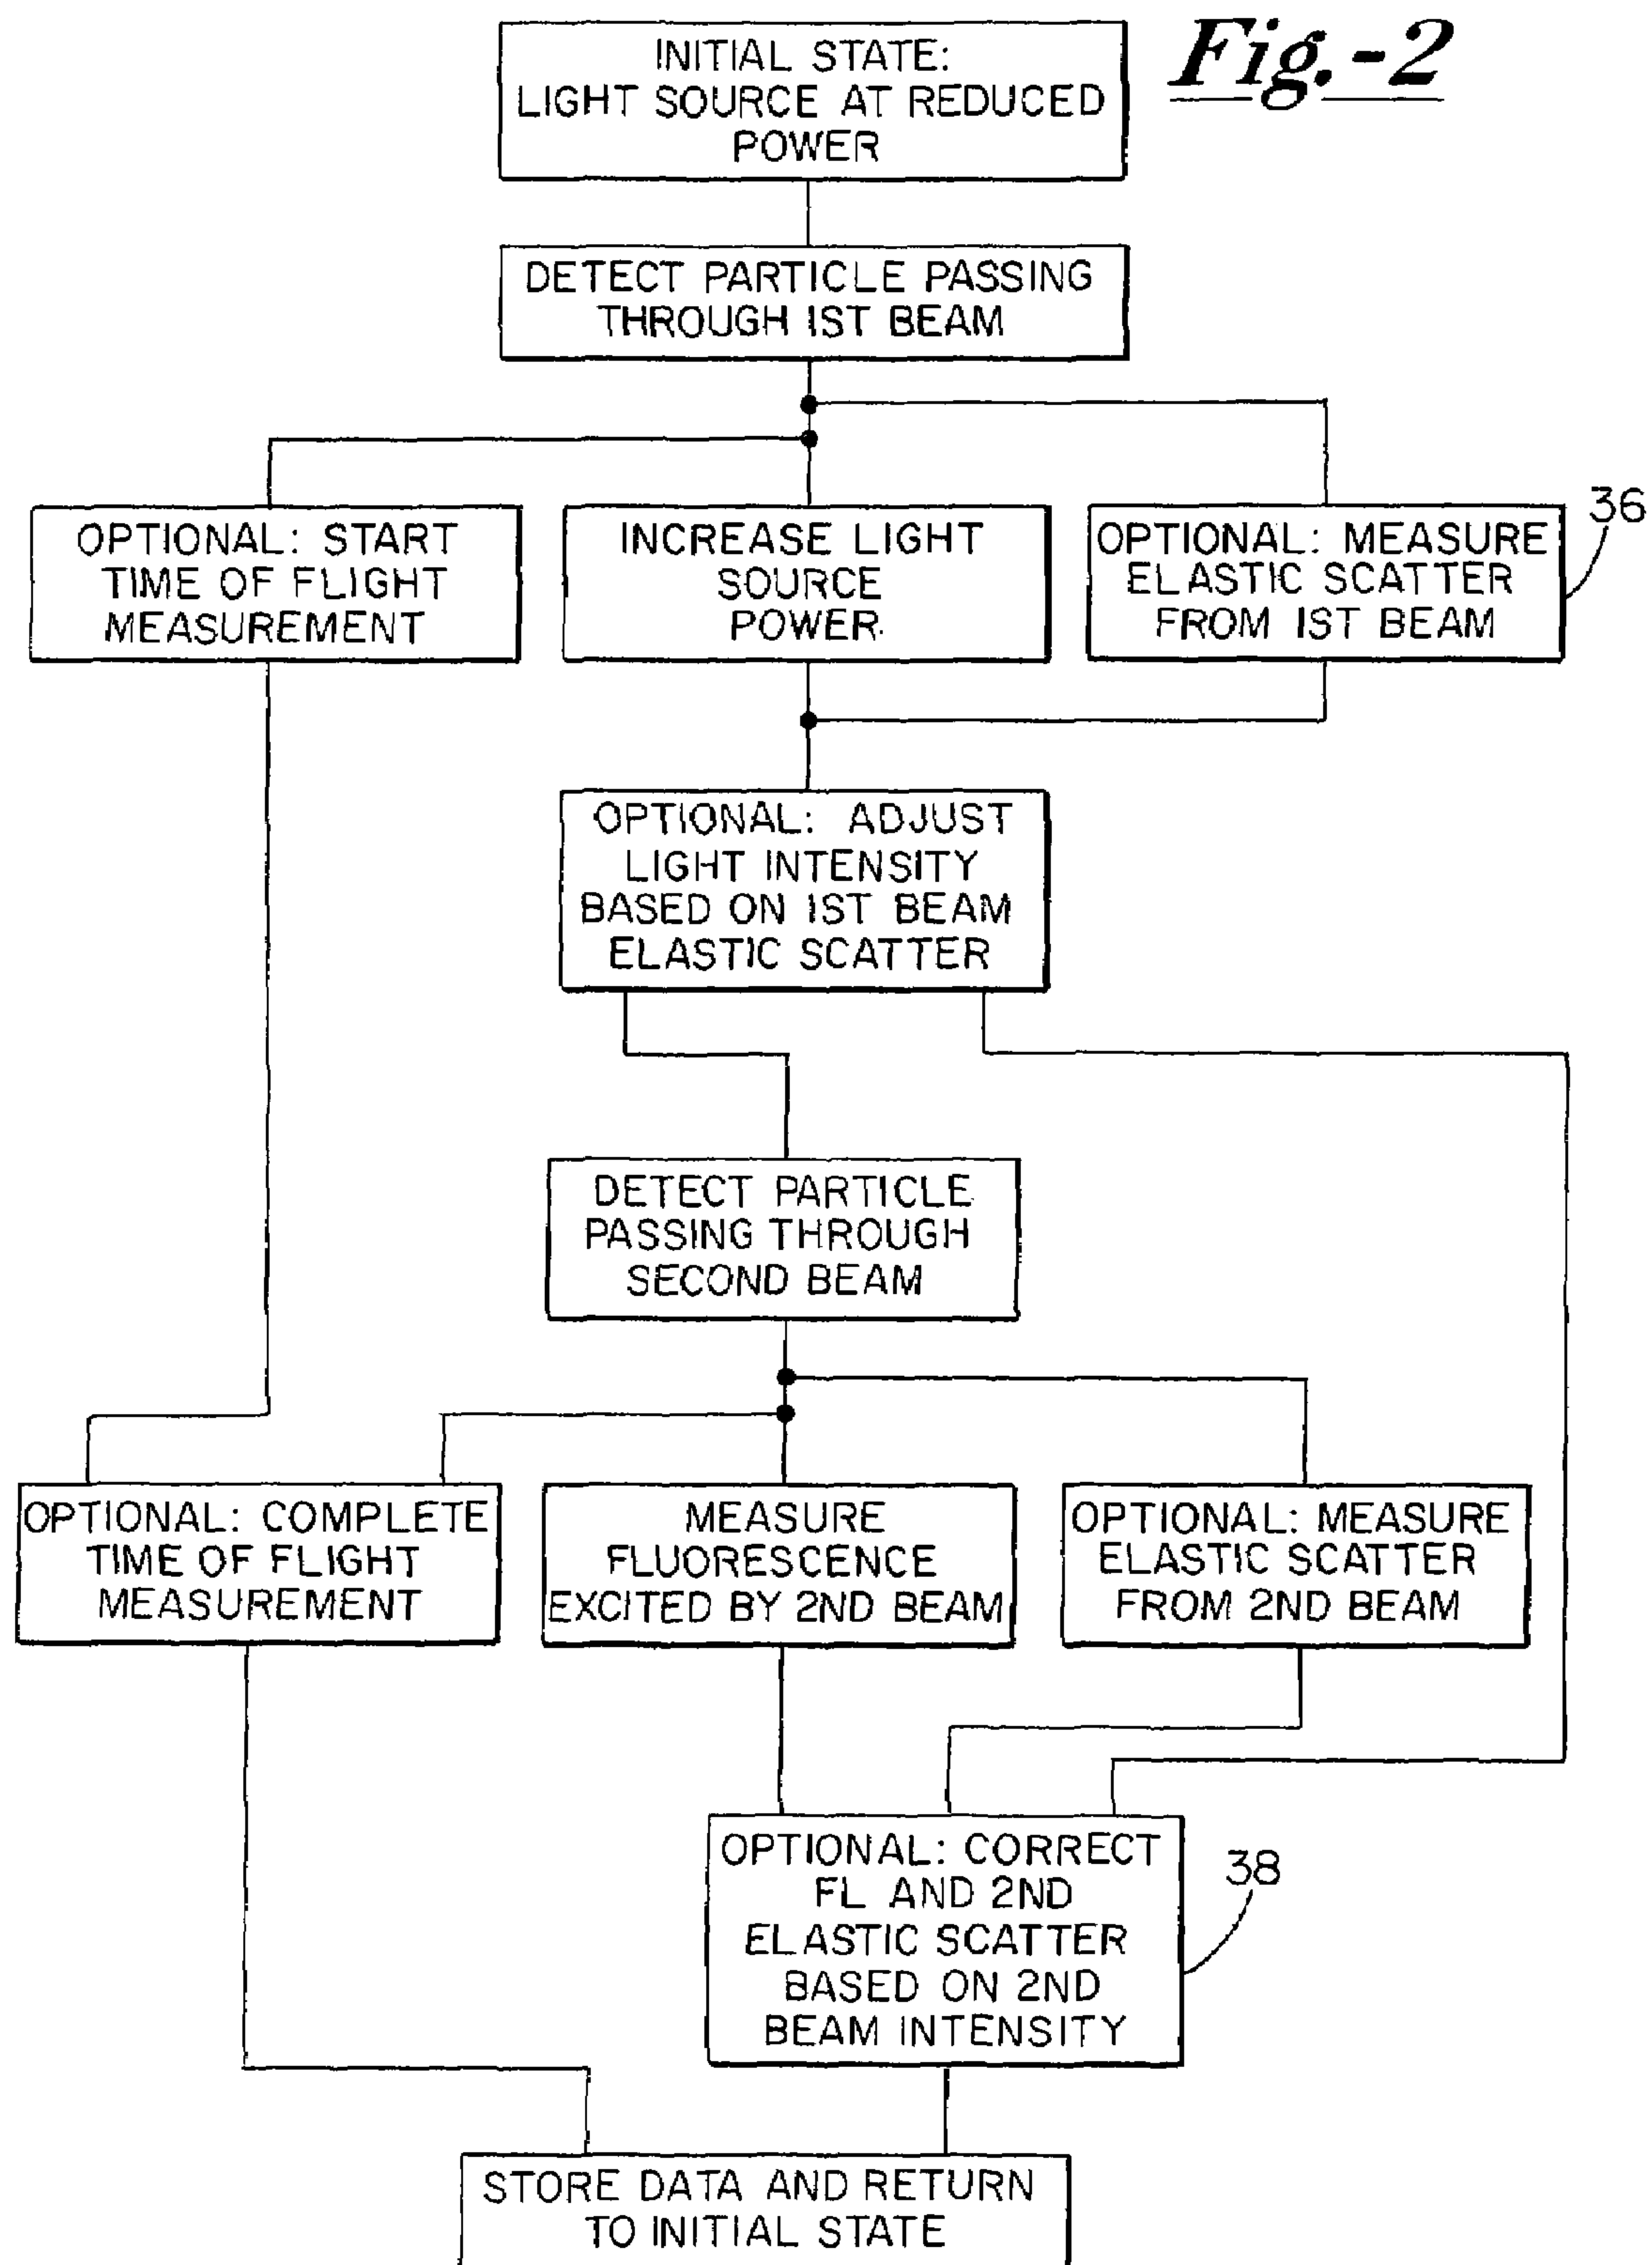 Fig.-2
INITIAL STATE:
LIGHT SOURCE AT REDUCED
POWER
DETECT PARTICLE PASSING
THROUGH 1ST BEAM
OPTIONAL: START
TIME OF FLIGHT
MEASUREMENT
INCREASE LIGHT
SOURCE
POWER.
OPTIONAL: MEASURE
ELASTIC SCATTER
FROM 1ST BEAM
36
OPTIONAL: ADJUST
LIGHT INTENSITY
BASED ON 1ST BEAM
ELASTIC SCATTER
DETECT PARTICLE
PASSING THROUGH
SECOND BEAM
OPTIONAL: COMPLETE
TIME OF FLIGHT
MEASUREMENT
MEASURE
FLUORESCENCE
EXCITED BY 2ND BEAM
OPTIONAL: MEASURE
ELASTIC SCATTER
FROM 2ND BEAM
OPTIONAL: CORRECT
FL AND 2ND
ELASTIC SCATTER
BASED ON 2ND
BEAM INTENSITY
38
STORE DATA AND RETURN
TO INITIAL STATE